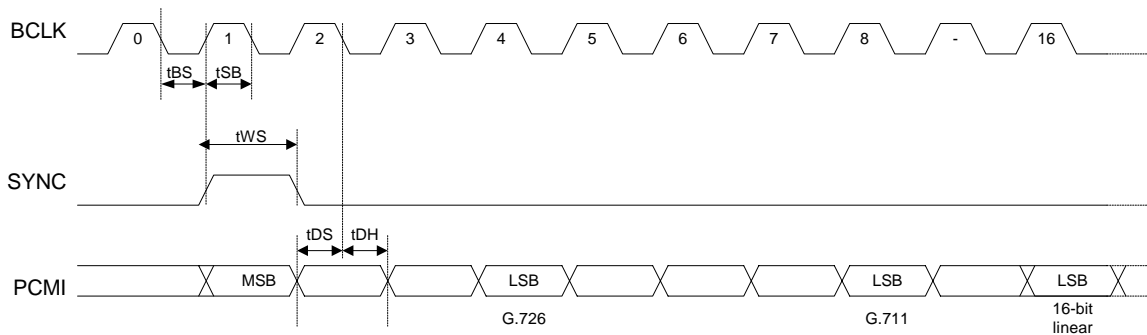 BCLK
0 1 2 3 4 5 6 7 8 - 16
tBS tSB
tWS
SYNC
tDS tDH
PCMI
MSB LSB LSB LSB
G.726 G.711 16-bit
linear